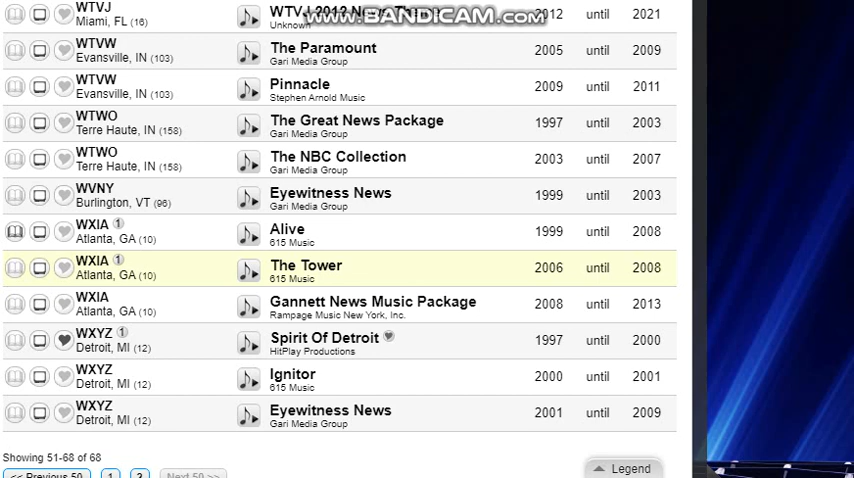 WTVJ WTVJ 2012 News Theme 2012 until 2021
Miami, FL (16) Unknown
www.BANDICAM.com
WTVW The Paramount 2005 until 2009
Evansville, IN (103) Gari Media Group
WTVW Pinnacle 2009 until 2011
Evansville, IN (103) Stephen Arnold Music
WTWO The Great News Package 1997 until 2003
Terre Haute, IN (158) Gari Media Group
WTWO The NBC Collection 2003 until 2007
Terre Haute, IN (158) Gari Media Group
WVNY Eyewitness News 1999 until 2003
Burlington, VT (96) Gari Media Group
WXIA 1 Alive 1999 until 2008
Atlanta, GA (10) 615 Music
WXIA 1 The Tower 2006 until 2008
Atlanta, GA (10) 615 Music
WXIA Gannett News Music Package 2008 until 2013
Atlanta, GA (10) Rampage Music New York, Inc.
WXYZ 1 Spirit Of Detroit 1997 until 2000
Detroit, MI (12) HitPlay Productions
WXYZ Ignitor 2000 until 2001
Detroit, MI (12) 615 Music
WXYZ Eyewitness News 2001 until 2009
Detroit, MI (12) Gari Media Group
Showing 51-68 of 68
<< Previous 50 1 2 Next 50 >> Legend